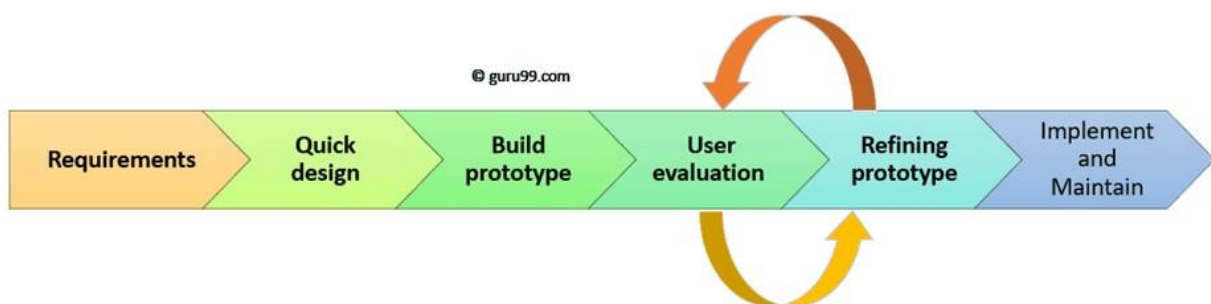 © guru99.com
Requirements
Quick
design
Build
prototype
User
evaluation
Refining
prototype
Implement
and
Maintain